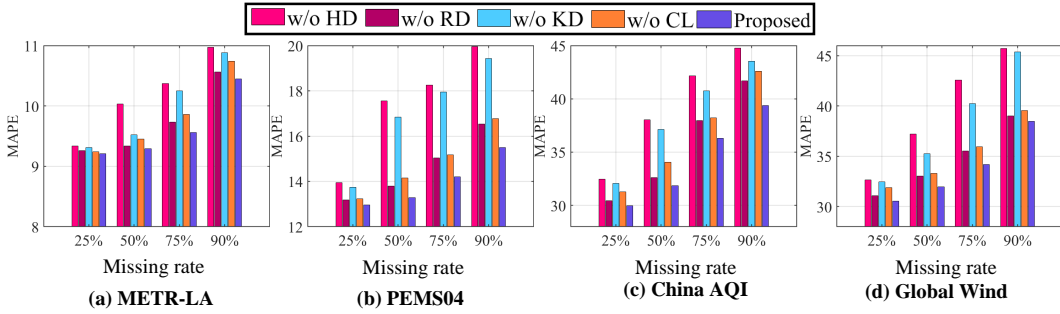 w/o HD w/o RD w/o KD w/o CL Proposed
MAPE
11
10
9
8
25% 50% 75% 90%
Missing rate
(a) METR-LA
MAPE
20
18
16
14
12
25% 50% 75% 90%
Missing rate
(b) PEMS04
MAPE
45
40
35
30
25% 50% 75% 90%
Missing rate
(c) China AQI
MAPE
45
40
35
30
25% 50% 75% 90%
Missing rate
(d) Global Wind